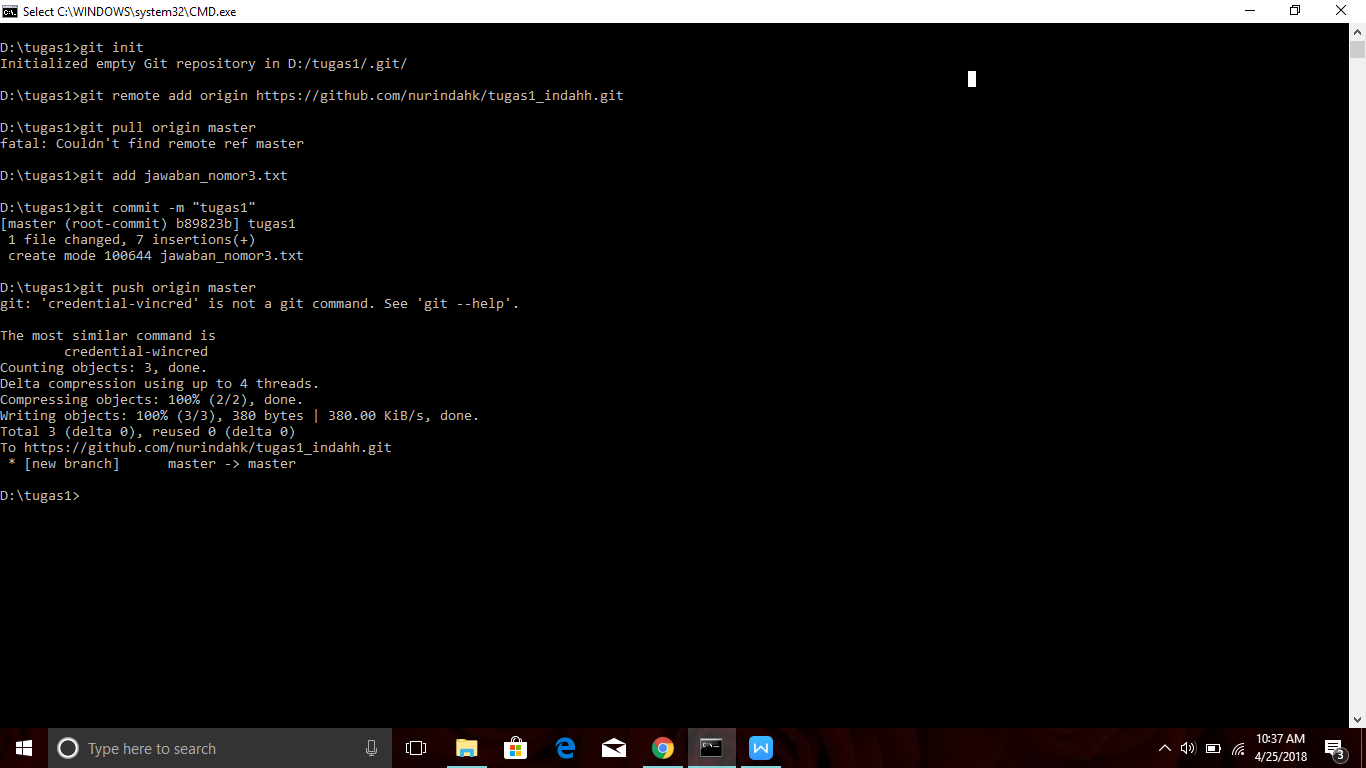 Select C:\WINDOWS\system32\CMD.exe
D:\tugas1>git init
Initialized empty Git repository in D:/tugas1/.git/
D:\tugas1>git remote add origin https://github.com/nurindahk/tugas1_indahh.git
D:\tugas1>git pull origin master
fatal: Couldn't find remote ref master
D:\tugas1>git add jawaban_nomor3.txt
D:\tugas1>git commit -m "tugas1"
[master (root-commit) b89823b] tugas1
 1 file changed, 7 insertions(+)
 create mode 100644 jawaban_nomor3.txt
D:\tugas1>git push origin master
git: 'credential-vincred' is not a git command. See 'git --help'.
The most similar command is
        credential-wincred
Counting objects: 3, done.
Delta compression using up to 4 threads.
Compressing objects: 100% (2/2), done.
Writing objects: 100% (3/3), 380 bytes | 380.00 KiB/s, done.
Total 3 (delta 0), reused 0 (delta 0)
To https://github.com/nurindahk/tugas1_indahh.git
 * [new branch]      master -> master
D:\tugas1>
Type here to search
10:37 AM
4/25/2018
3